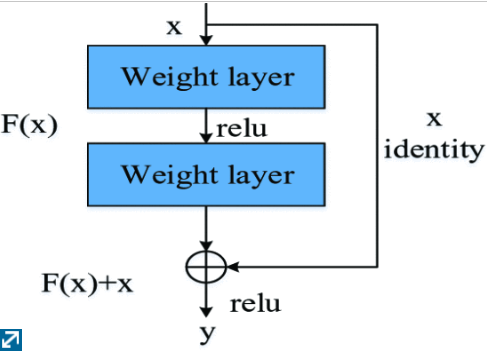 x
Weight layer
F(x)
relu
x
identity
Weight layer
F(x)+x
relu
y